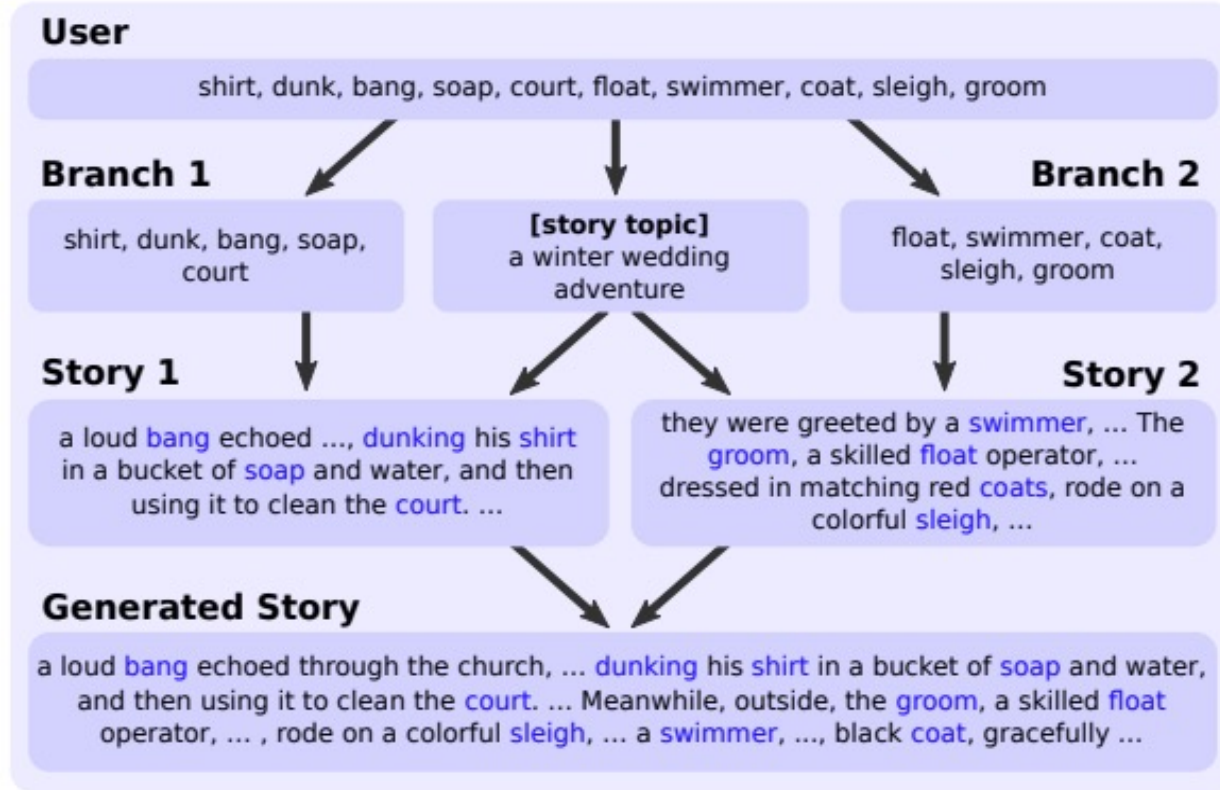 User
shirt, dunk, bang, soap, court, float, swimmer, coat, sleigh, groom
Branch 1
shirt, dunk, bang, soap,
court
[story topic]
a winter wedding
adventure
Branch 2
float, swimmer, coat,
sleigh, groom
Story 1
a loud bang echoed ..., dunking his shirt
in a bucket of soap and water, and then
using it to clean the court. ...
Story 2
they were greeted by a swimmer, ... The
groom, a skilled float operator, ...
dressed in matching red coats, rode on a
colorful sleigh, ...
Generated Story
a loud bang echoed through the church, ... dunking his shirt in a bucket of soap and water,
and then using it to clean the court. ... Meanwhile, outside, the groom, a skilled float
operator, ... , rode on a colorful sleigh, ... a swimmer, ..., black coat, gracefully ...